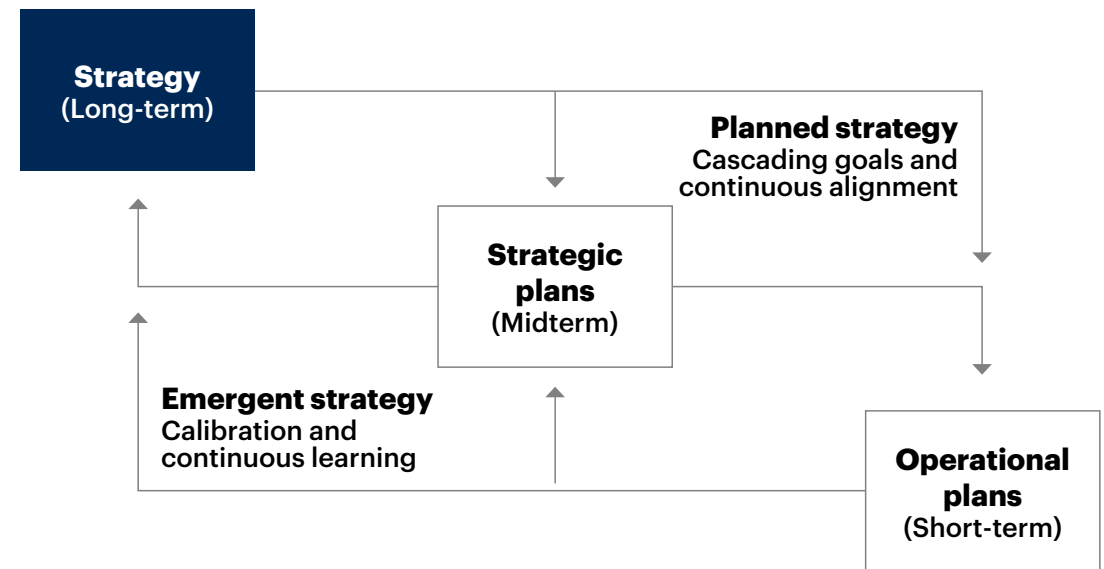 Strategy
(Long-term)
Planned strategy
Cascading goals and
continuous alignment
Strategic
plans
(Midterm)
Emergent strategy
Calibration and
continuous learning
Operational
plans
(Short-term)